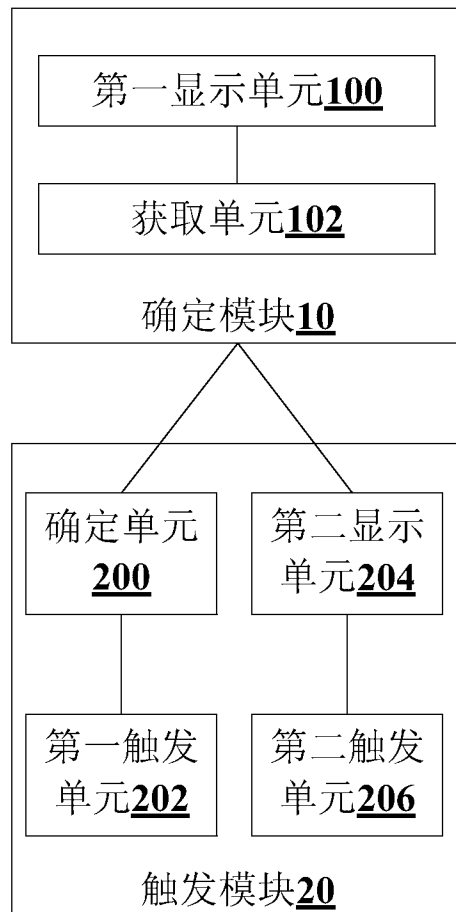 第一显示单元100
获取单元102
确定模块10
确定单元
200
第二显示
单元204
第一触发
单元202
第二触发
单元206
触发模块20